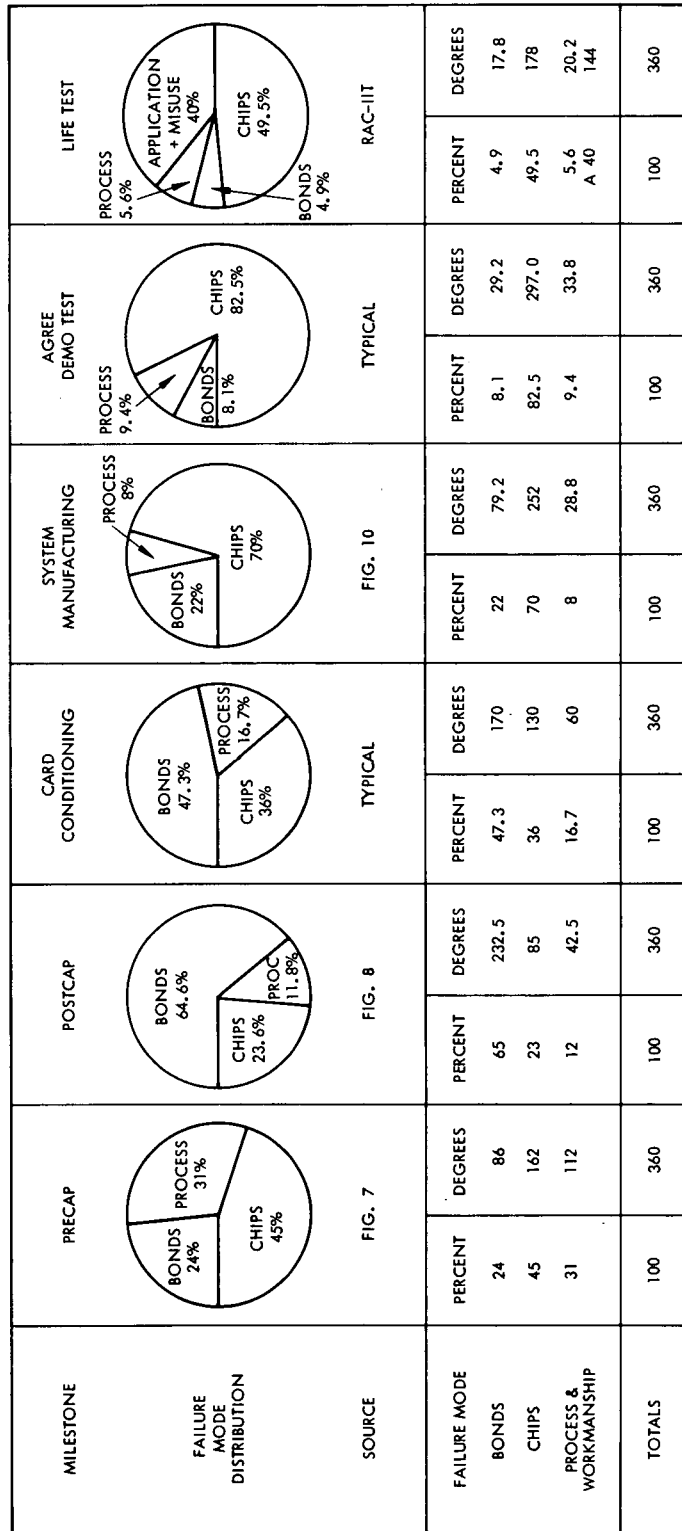 MILESTONE
PRECAP
POSTCAP
CARD
CONDITIONING
SYSTEM
MANUFACTURING
AGREE
DEMO TEST
LIFE TEST
FAILURE
MODE
DISTRIBUTION
BONDS
24%
PROCESS
31%
CHIPS
45%
BONDS
64.6%
CHIPS
23.6%
PROC
11.8%
BONDS
47.3%
PROCESS
16.7%
CHIPS
36%
PROCESS
8%
BONDS
22%
CHIPS
70%
PROCESS
9.4%
BONDS
8.1%
CHIPS
82.5%
PROCESS
5.6%
APPLICATION
+ MISUSE
40%
CHIPS
49.5%
BONDS
4.9%
SOURCE
FIG. 7
FIG. 8
TYPICAL
FIG. 10
TYPICAL
RAC-IIT
FAILURE MODE PERCENT DEGREES PERCENT DEGREES PERCENT DEGREES PERCENT DEGREES PERCENT DEGREES PERCENT DEGREES
BONDS 24 86 65 232.5 47.3 170 22 79.2 8.1 29.2 4.9 17.8
CHIPS 45 162 23 85 36 130 70 252 82.5 297.0 49.5 178
PROCESS & 31 112 12 42.5 16.7 60 8 28.8 9.4 33.8 5.6 20.2
WORKMANSHIP A 40 144
TOTALS 100 360 100 360 100 360 100 360 100 360 100 360